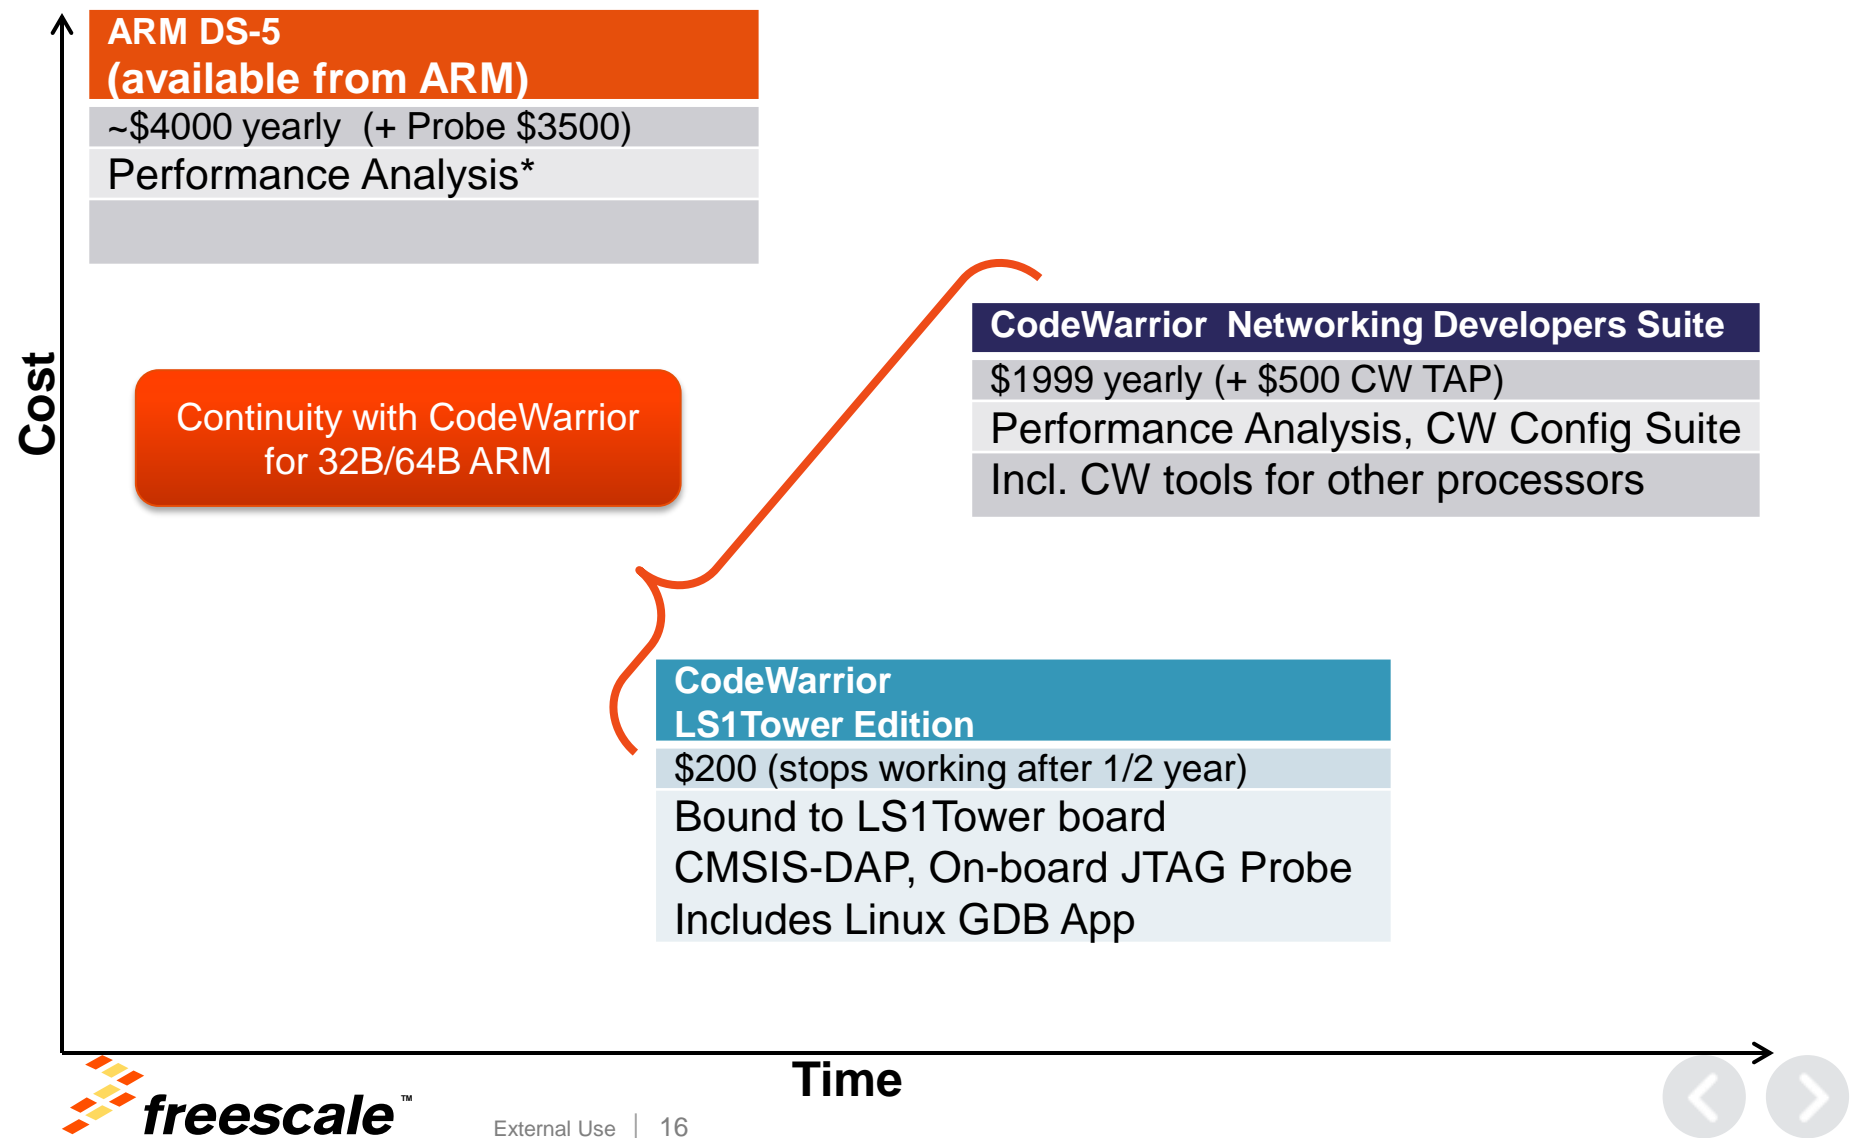 ARM DS-5
(available from ARM)
~$4000 yearly (+ Probe $3500)
Performance Analysis*
Cost
Continuity with CodeWarrior
for 32B/64B ARM
CodeWarrior Networking Developers Suite
$1999 yearly (+ $500 CW TAP)
Performance Analysis, CW Config Suite
Incl. CW tools for other processors
CodeWarrior
LS1Tower Edition
$200 (stops working after 1/2 year)
Bound to LS1Tower board
CMSIS-DAP, On-board JTAG Probe
Includes Linux GDB App
Time
freescale™
External Use | 16